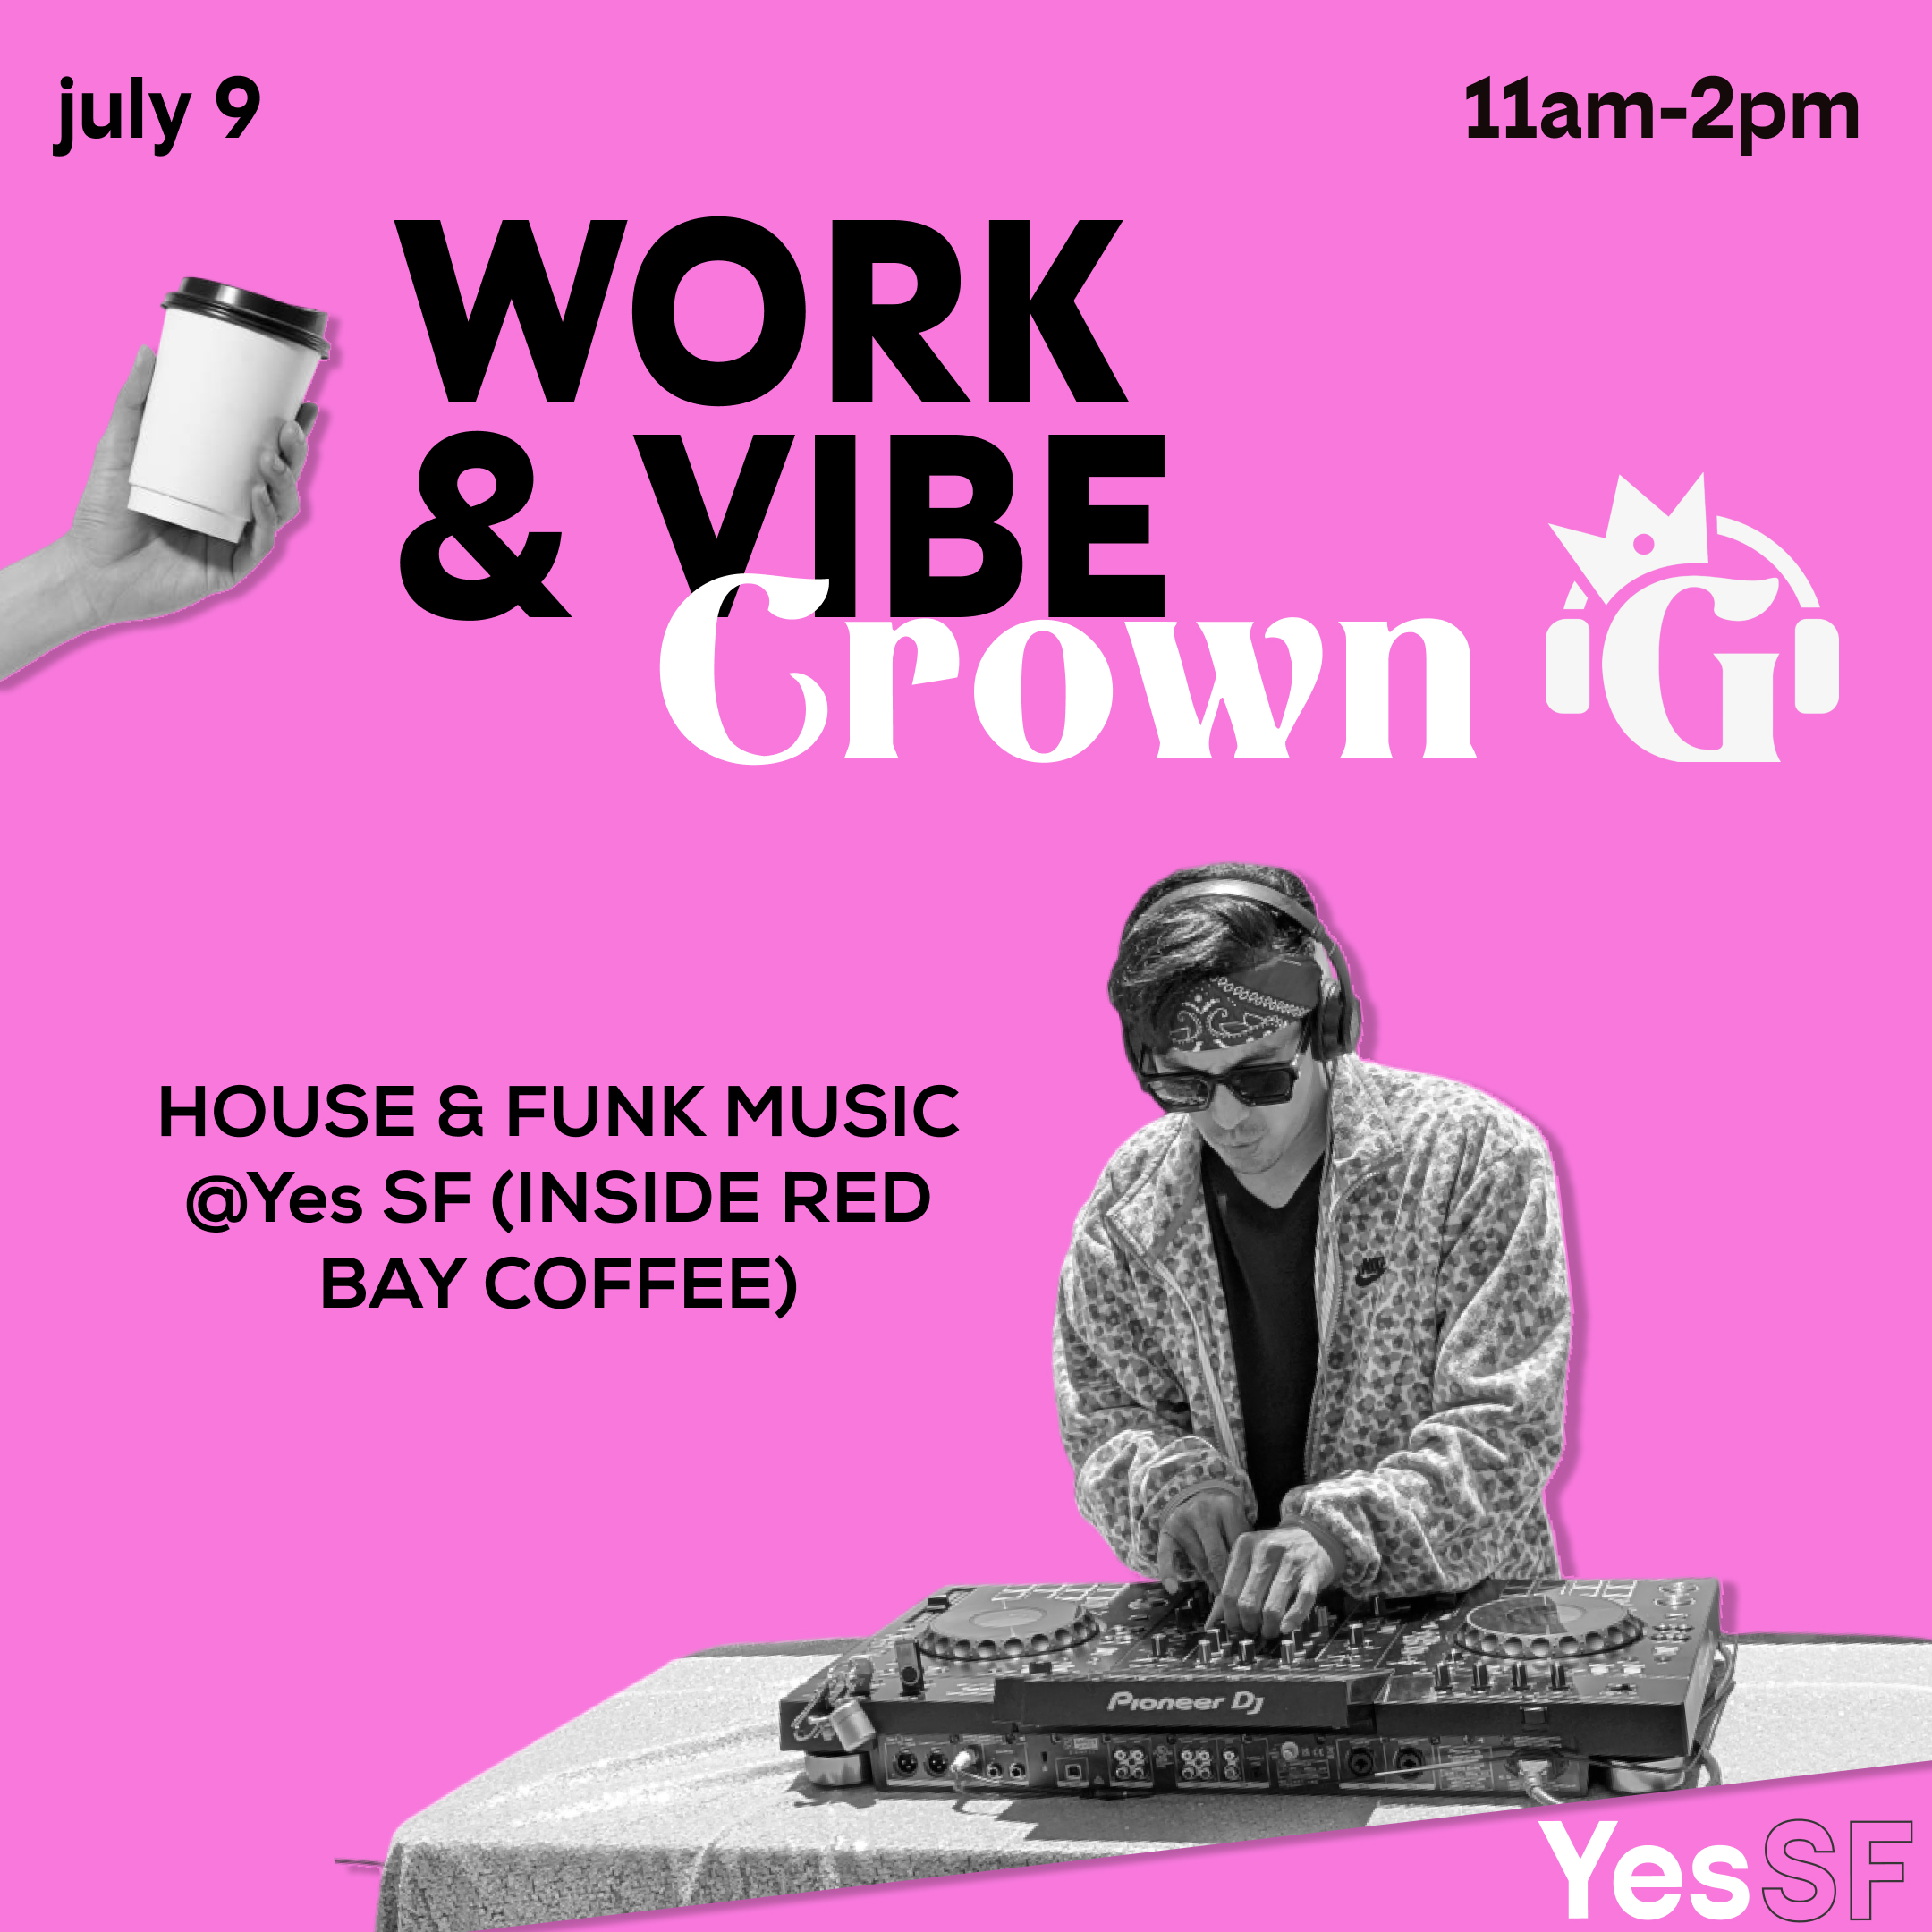 july 9
11am-2pm
WORK
& VIBE
Crown G
HOUSE & FUNK MUSIC
@Yes SF (INSIDE RED
BAY COFFEE)
NIKE
Pioneer Dj
YesSF